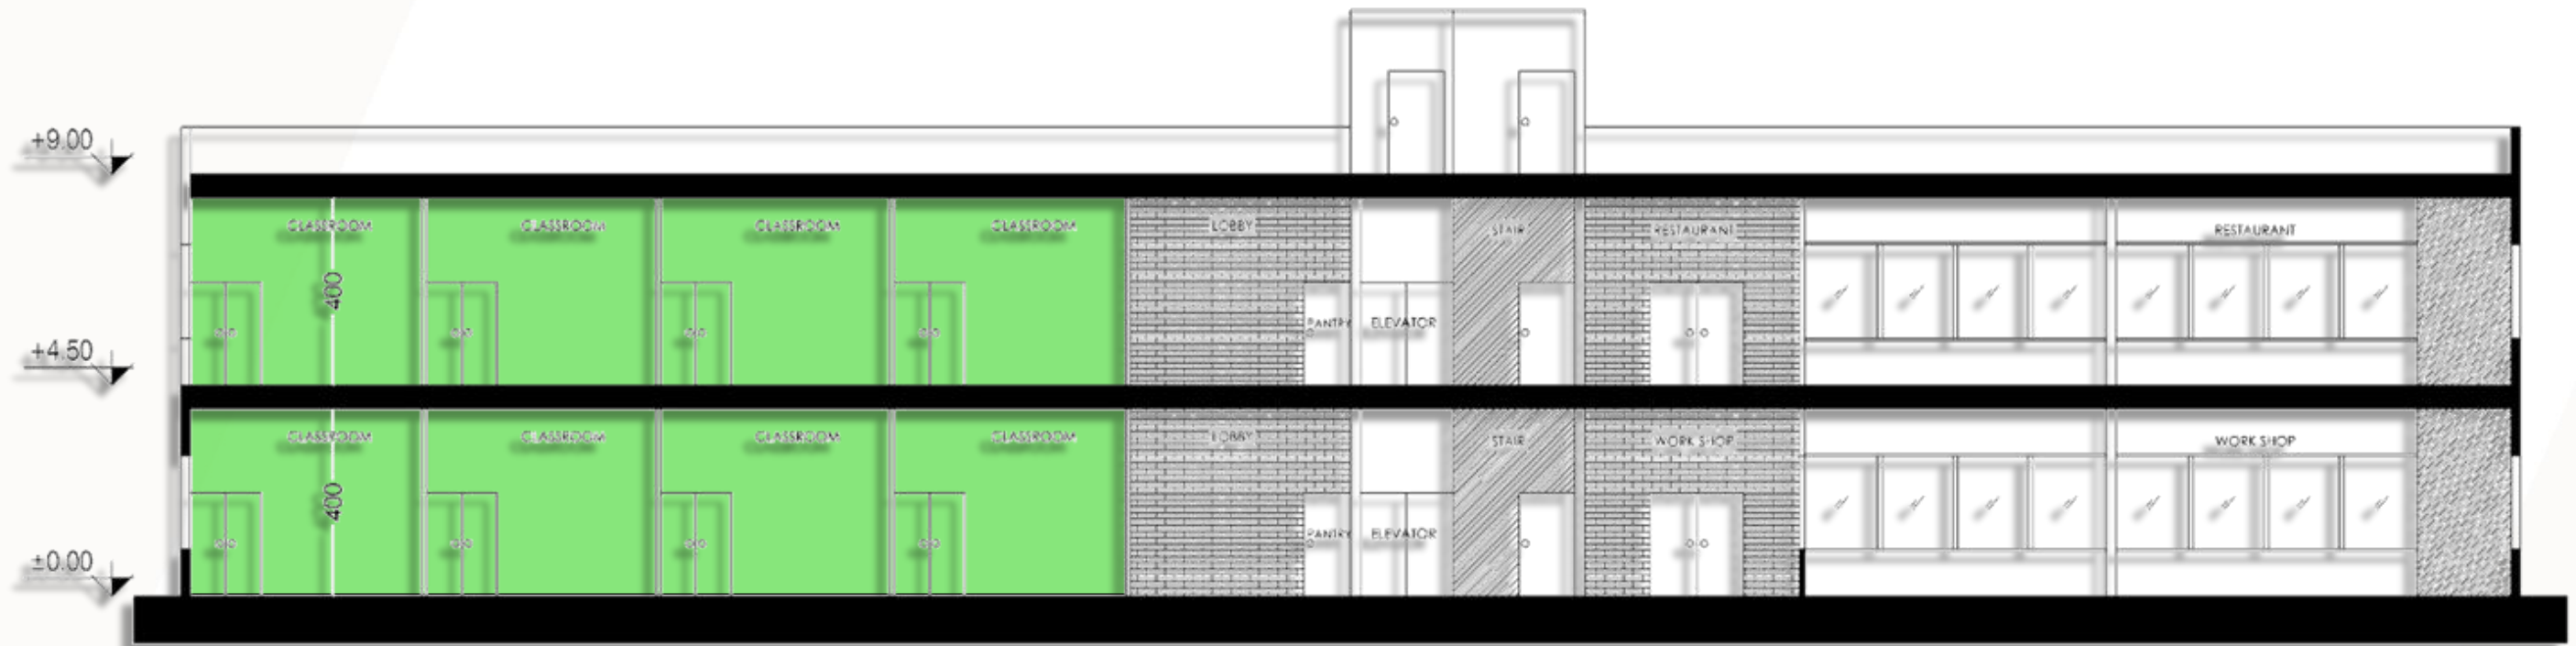 +9.00
CLASSROOM
CLASSROOM
CLASSROOM
CLASSROOM
LOBBY
STAIR
RESTAURANT
RESTAURANT
400
PANTRY
ELEVATOR
+4.50
CLASSROOM
CLASSROOM
CLASSROOM
CLASSROOM
LOBBY
STAIR
WORK SHOP
WORK SHOP
400
PANTRY
ELEVATOR
±0.00